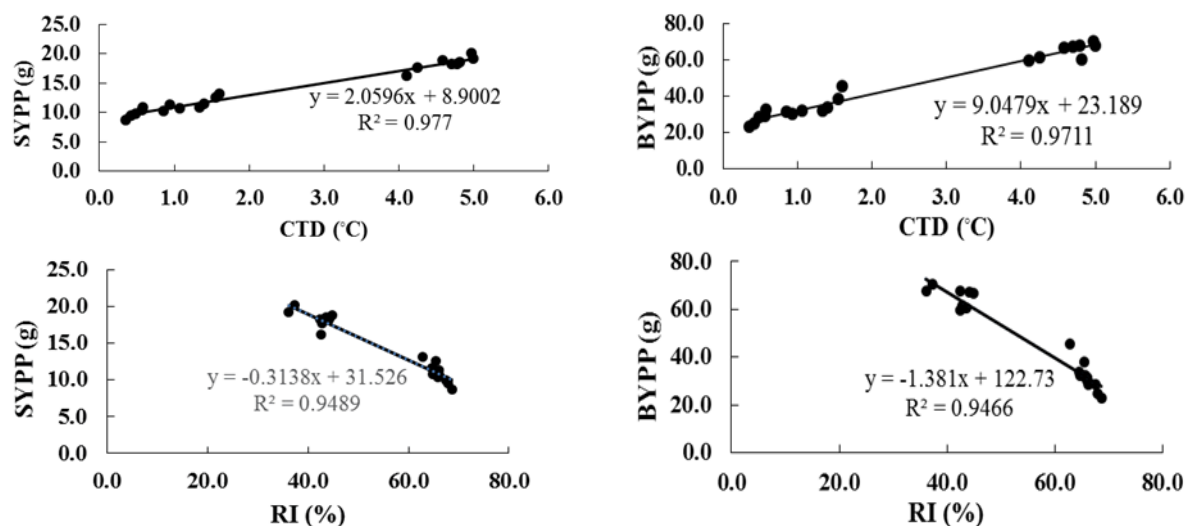 SYPP (g)
25.0
20.0
15.0
10.0
5.0
0.0
y = 2.0596x + 8.9002
R² = 0.977
0.0 1.0 2.0 3.0 4.0 5.0 6.0
CTD (°C)
BYPP (g)
80.0
60.0
40.0
20.0
0.0
y = 9.0479x + 23.189
R² = 0.9711
0.0 1.0 2.0 3.0 4.0 5.0 6.0
CTD (°C)
SYPP (g)
25.0
20.0
15.0
10.0
5.0
0.0
y = -0.3138x + 31.526
R² = 0.9489
0.0 20.0 40.0 60.0 80.0
RI (%)
BYPP (g)
80.0
60.0
40.0
20.0
0.0
y = -1.381x + 122.73
R² = 0.9466
0.0 20.0 40.0 60.0 80.0
RI (%)